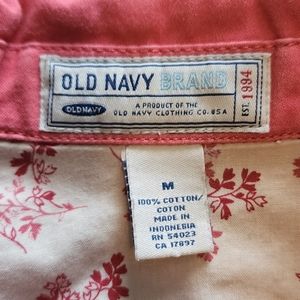 OLD NAVY BRAND
OLD NAVY
A PRODUCT OF THE
OLD NAVY CLOTHING CO. USA
EST. 1994
M
100% COTTON/
COTON
MADE IN
INDONESIA
RN 54023
CA 17897